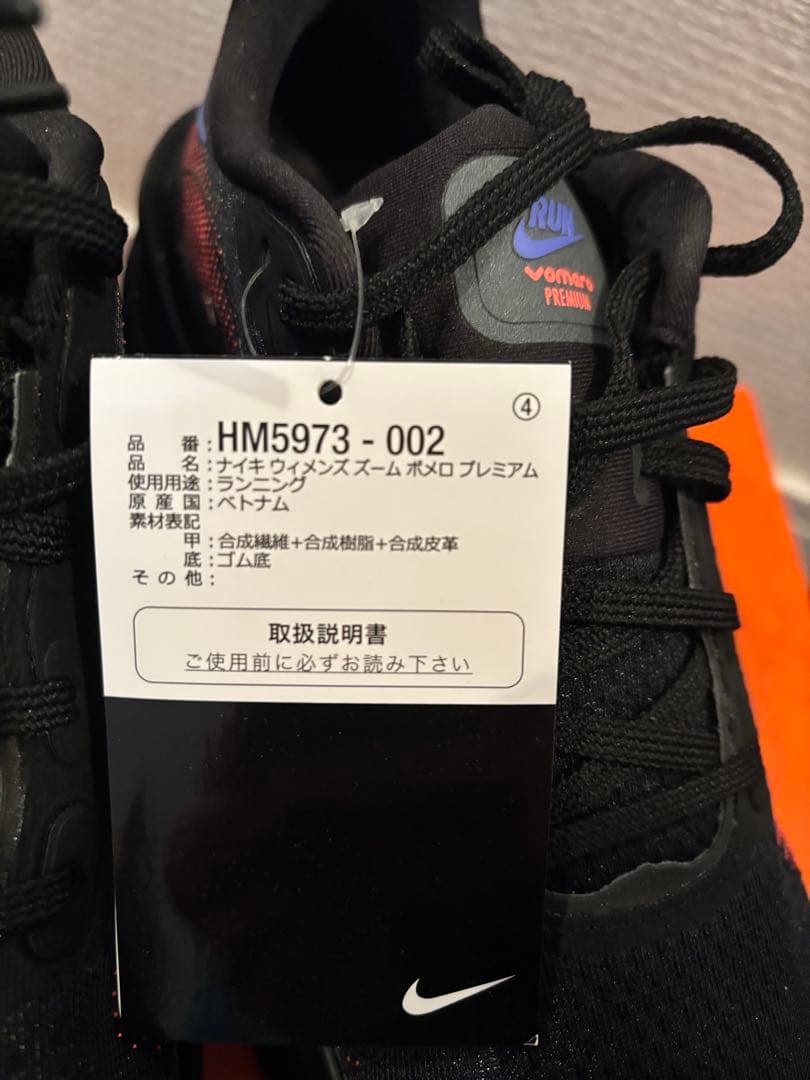 RUN
vomero
PREMIUM
④
品 番：HM5973 - 002
品 名：ナイキ ウィメンズ ズーム ボメロ プレミアム
使用用途：ランニング
原 産 国：ベトナム
素材表記
甲：合成繊維+合成樹脂+合成皮革
底：ゴム底
そ の 他：
取扱説明書
ご使用前に必ずお読み下さい